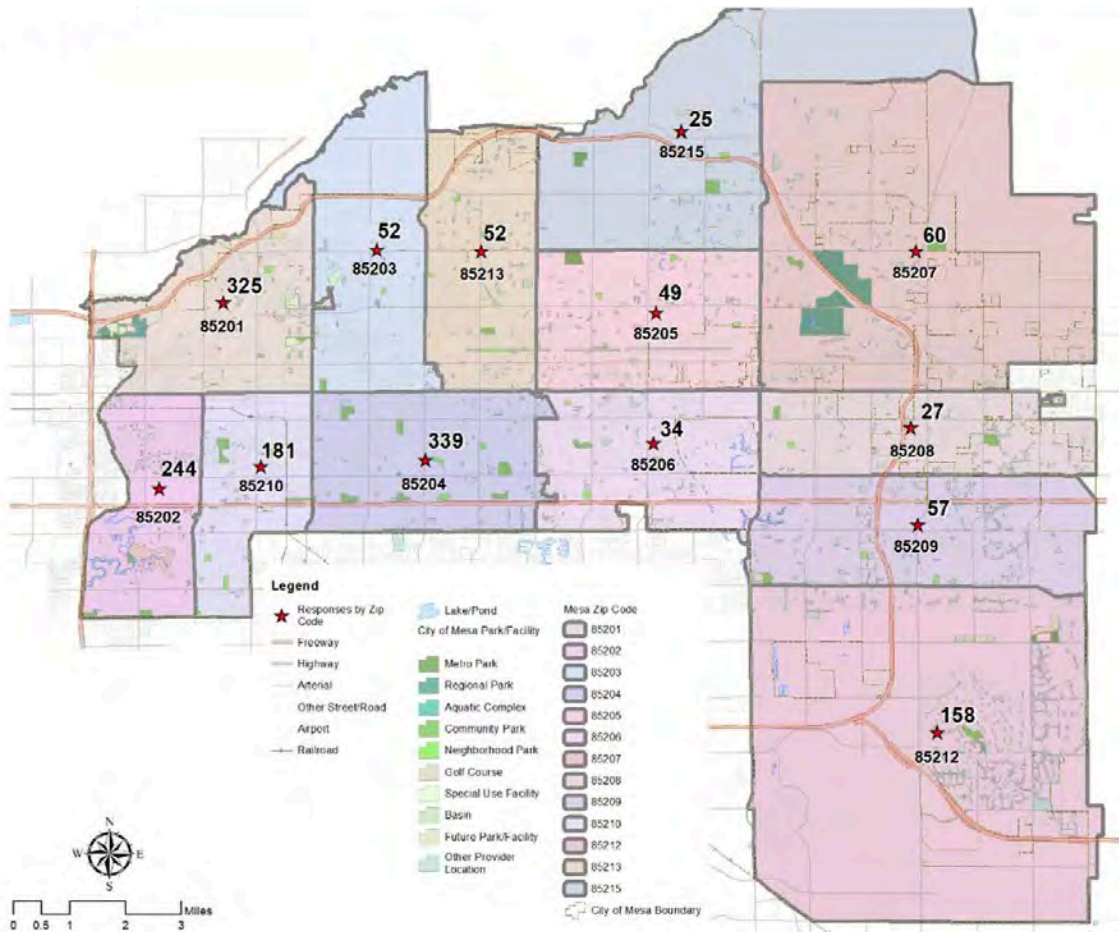 25
85215
52
85203
52
85213
60
85207
325
85201
49
85205
27
85208
34
85206
339
85204
181
85210
244
85202
57
85209
158
85212
Legend
Responses by Zip
Code
Freeway
Highway
Arterial
Other Street/Road
Airport
Railroad
Lake/Pond
City of Mesa Park/Facility
Metro Park
Regional Park
Aquatic Complex
Community Park
Neighborhood Park
Golf Course
Special Use Facility
Basin
Future Park/Facility
Other Provider
Location
Mesa Zip Code
85201
85202
85203
85204
85205
85206
85207
85208
85209
85210
85212
85213
85215
City of Mesa Boundary
N
W E
S
Miles
0 0.5 1 2 3